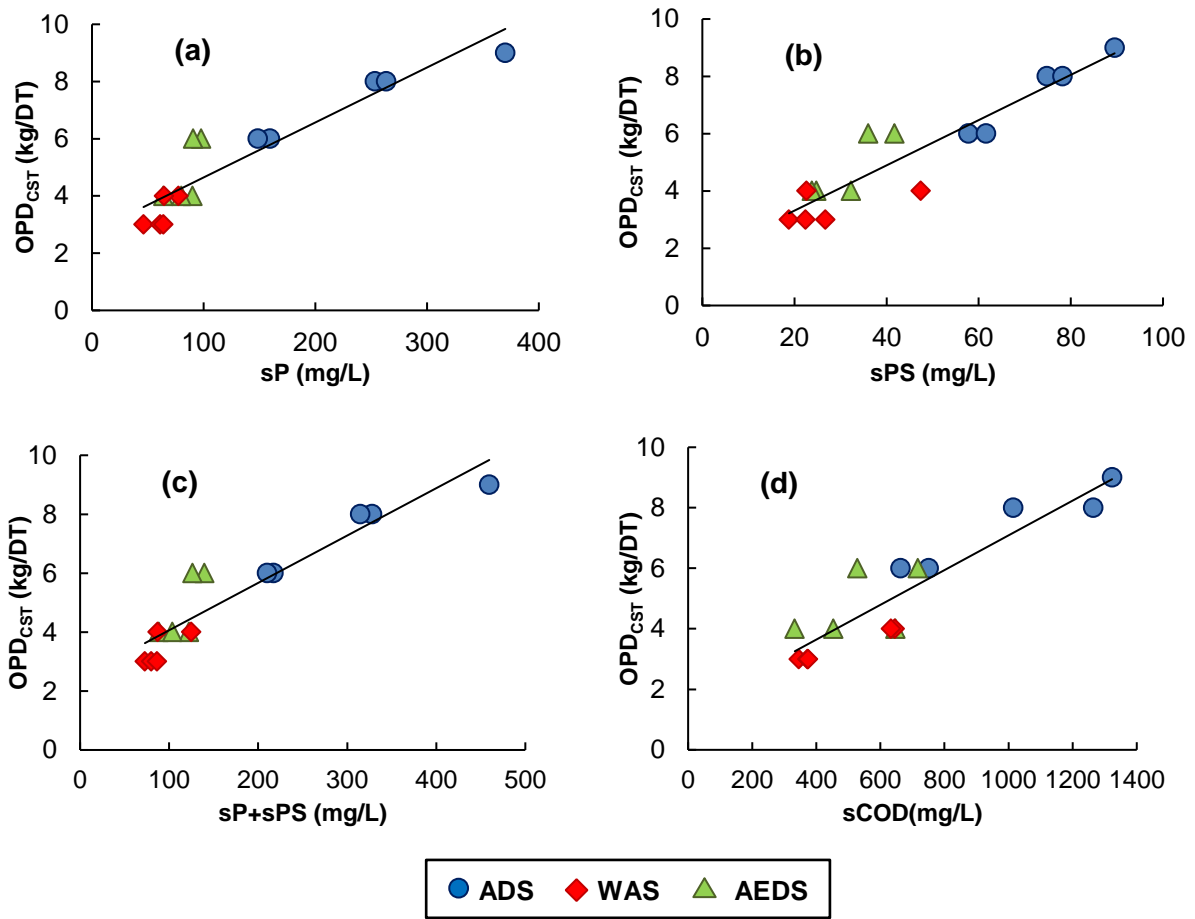 (a)
OPDCST (kg/DT)
10
8
6
4
2
0
0 100 200 300 400
sP (mg/L)
(b)
OPDCST (kg/DT)
10
8
6
4
2
0
0 20 40 60 80 100
sPS (mg/L)
(c)
OPDCST (kg/DT)
10
8
6
4
2
0
0 100 200 300 400 500
sP+sPS (mg/L)
(d)
OPDCST (kg/DT)
10
8
6
4
2
0
0 200 400 600 800 1000 1200 1400
sCOD(mg/L)
ADS WAS AEDS